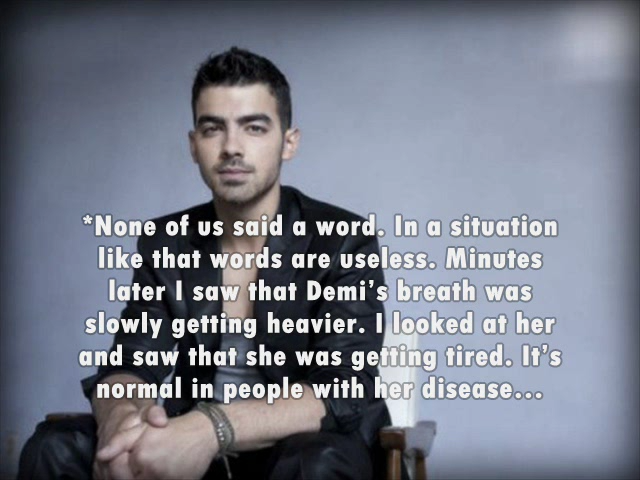 *None of us said a word. In a situation
like that words are useless. Minutes
later I saw that Demi's breath was
slowly getting heavier. I looked at her
and saw that she was getting tired. It's
normal in people with her disease...